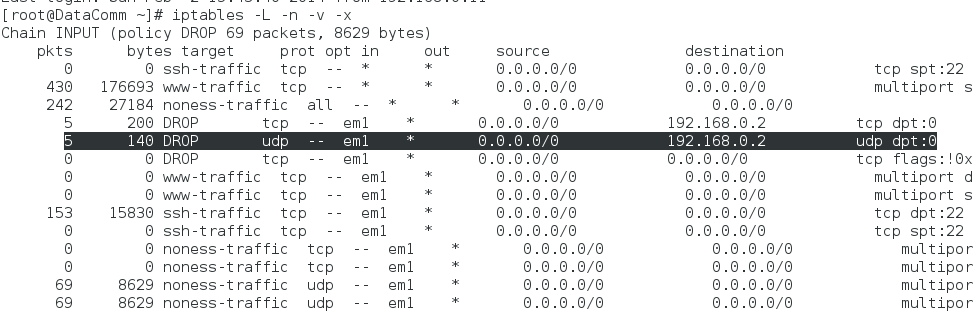 [root@DataComm ~]# iptables -L -n -v -x
Chain INPUT (policy DROP 69 packets, 8629 bytes)
pkts bytes target prot opt in out source destination
0 0 ssh-traffic tcp -- * * 0.0.0.0/0 0.0.0.0/0 tcp spt:22
430 176693 www-traffic tcp -- * * 0.0.0.0/0 0.0.0.0/0 multiport s
242 27184 noness-traffic all -- * * 0.0.0.0/0 0.0.0.0/0
5 200 DROP tcp -- em1 * 0.0.0.0/0 192.168.0.2 tcp dpt:0
5 140 DROP udp -- em1 * 0.0.0.0/0 192.168.0.2 udp dpt:0
0 0 DROP tcp -- em1 * 0.0.0.0/0 0.0.0.0/0 tcp flags:!0x
0 0 www-traffic tcp -- em1 * 0.0.0.0/0 0.0.0.0/0 multiport d
0 0 www-traffic tcp -- em1 * 0.0.0.0/0 0.0.0.0/0 multiport s
153 15830 ssh-traffic tcp -- em1 * 0.0.0.0/0 0.0.0.0/0 tcp dpt:22
0 0 ssh-traffic tcp -- em1 * 0.0.0.0/0 0.0.0.0/0 tcp spt:22
0 0 noness-traffic tcp -- em1 * 0.0.0.0/0 0.0.0.0/0 multipor
0 0 noness-traffic tcp -- em1 * 0.0.0.0/0 0.0.0.0/0 multipor
69 8629 noness-traffic udp -- em1 * 0.0.0.0/0 0.0.0.0/0 multipor
69 8629 noness-traffic udp -- em1 * 0.0.0.0/0 0.0.0.0/0 multipor